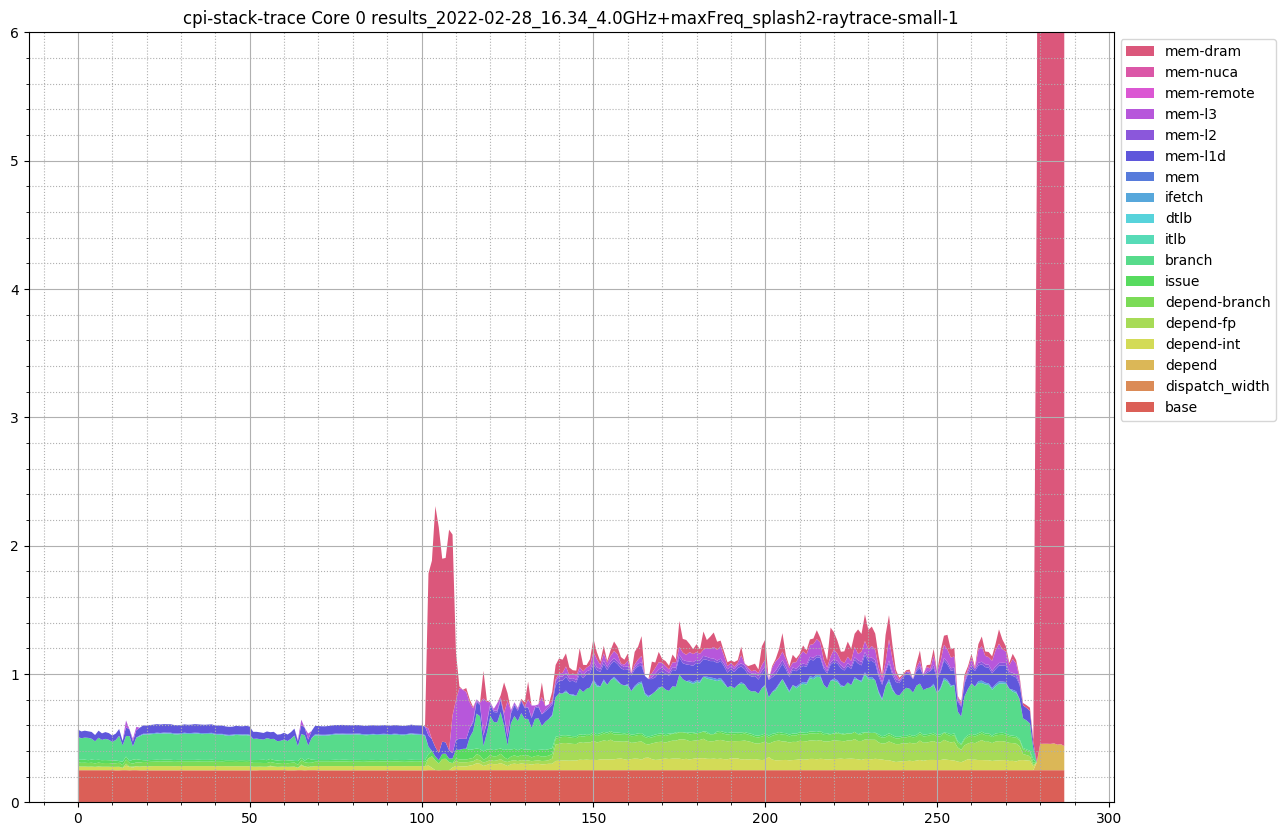 cpi-stack-trace Core 0 results_2022-02-28_16.34_4.0GHz+maxFreq_splash2-raytrace-small-1
6
5
4
3
2
1
0
0 50 100 150 200 250 300
mem-dram
mem-nuca
mem-remote
mem-l3
mem-l2
mem-l1d
mem
ifetch
dtlb
itlb
branch
issue
depend-branch
depend-fp
depend-int
depend
dispatch_width
base